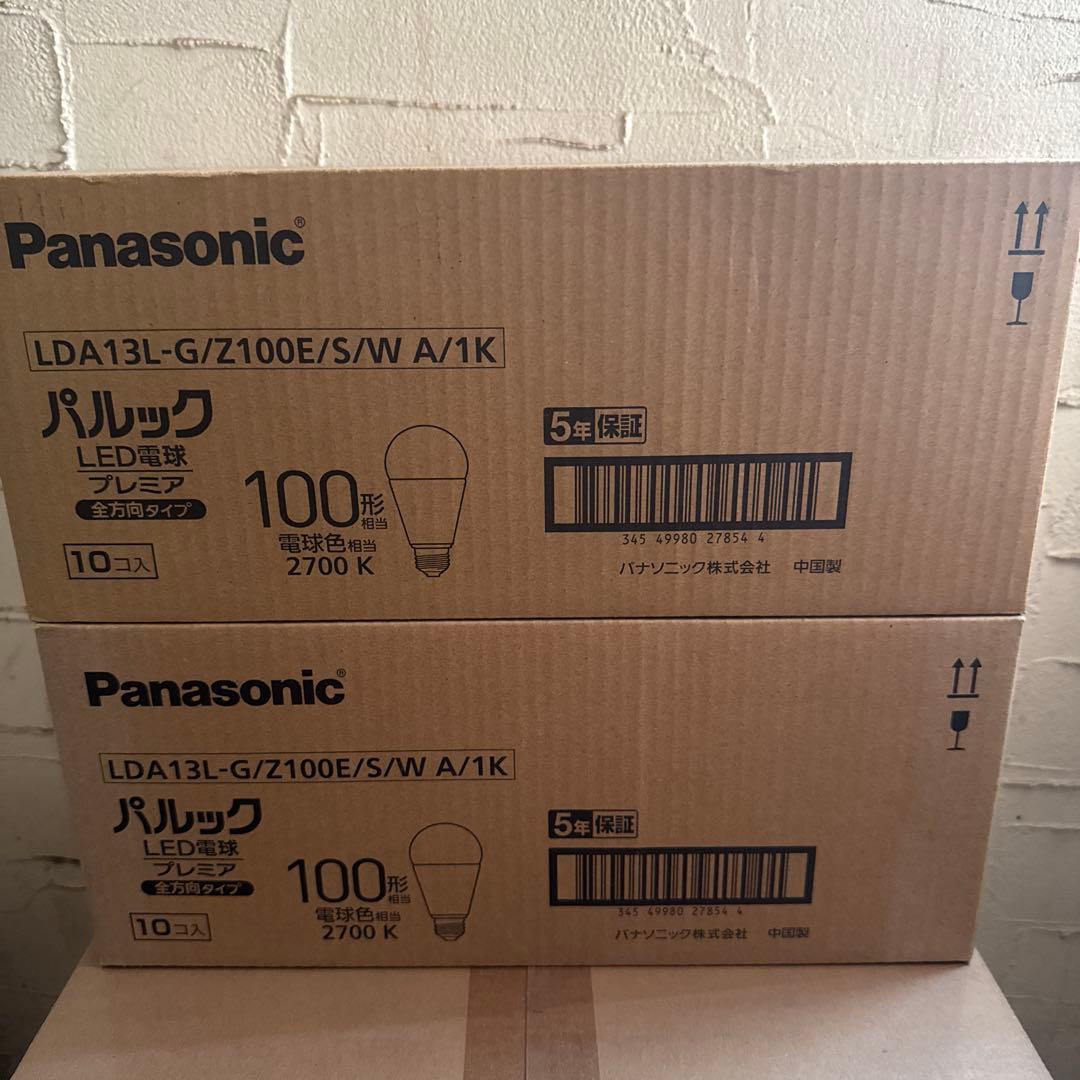 Panasonic®
LDA13L-G/Z100E/S/W A/1K
パルック
LED電球
プレミア
全方向タイプ
100形相当
電球色相当
2700 K
10コ入
5年保証
345 49980 27854 4
パナソニック株式会社 中国製
Panasonic®
LDA13L-G/Z100E/S/W A/1K
パルック
LED電球
プレミア
全方向タイプ
100形相当
電球色相当
2700 K
10コ入
5年保証
345 49980 27854 4
パナソニック株式会社 中国製